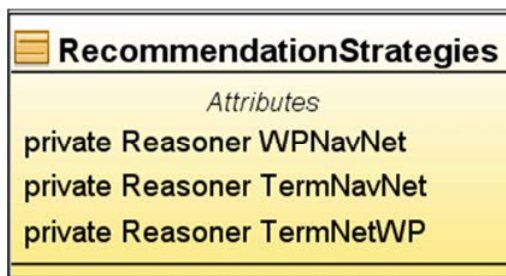 RecommendationStrategies
Attributes
private Reasoner WPNavNet
private Reasoner TermNavNet
private Reasoner TermNetWP